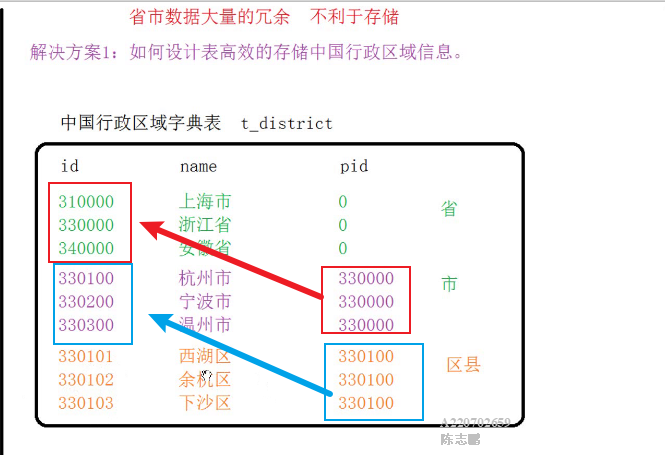 省市数据大量的冗余 不利于存储
解决方案1：如何设计表高效的存储中国行政区域信息。
中国行政区域字典表 t_district
id name pid
310000 上海市 0
330000 浙江省 0 省
340000 安徽省 0
330100 杭州市 330000 市
330200 宁波市 330000
330300 温州市 330000
330101 西湖区 330100 区县
330102 余杭区 330100
330103 下沙区 330100
A220702659
陈志鹏